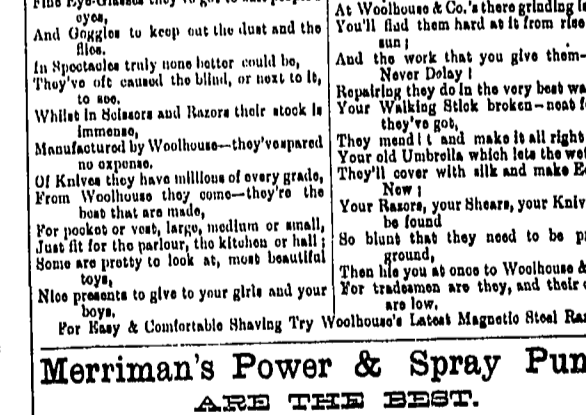 Fine Eye-Glasses they've got to suit
eyes,
And Goggles to keep out the dust and the
flies.
In Spectacles truly none better could be,
They've oft caused the blind, or next to it,
to see.
Whilst in Scissors and Razors their stock is
immense,
Manufactured by Woolhouse—they've spared
no expense.
Of Knives they have millions of every grade,
From Woolhouse they come—they're the
best that are made,
For pocket or vest, large, medium or small,
Just fit for the parlour, the kitchen or hall;
Some are pretty to look at, most beautiful
toys,
Nice presents to give to your girls and your
boys.
At Woolhouse & Co.'s there grinding
You'll find them hard at it from rise
sun;
And the work that you give them—
Never Delay!
Repairing they do in the very best
Your Walking Stick broken—neat
they've got,
They mend it and make it all right
Your old Umbrella which lets the
They'll cover with silk and make
New;
Your Razors, your Shears, your
be found
So blunt that they need to be
ground,
Then hie you at once to Woolhouse &
For tradesmen are they, and their
are low.
For Easy & Comfortable Shaving Try Woolhouse's Latest Magnetic Steel
Merriman's Power & Spray
ARE THE BEST.